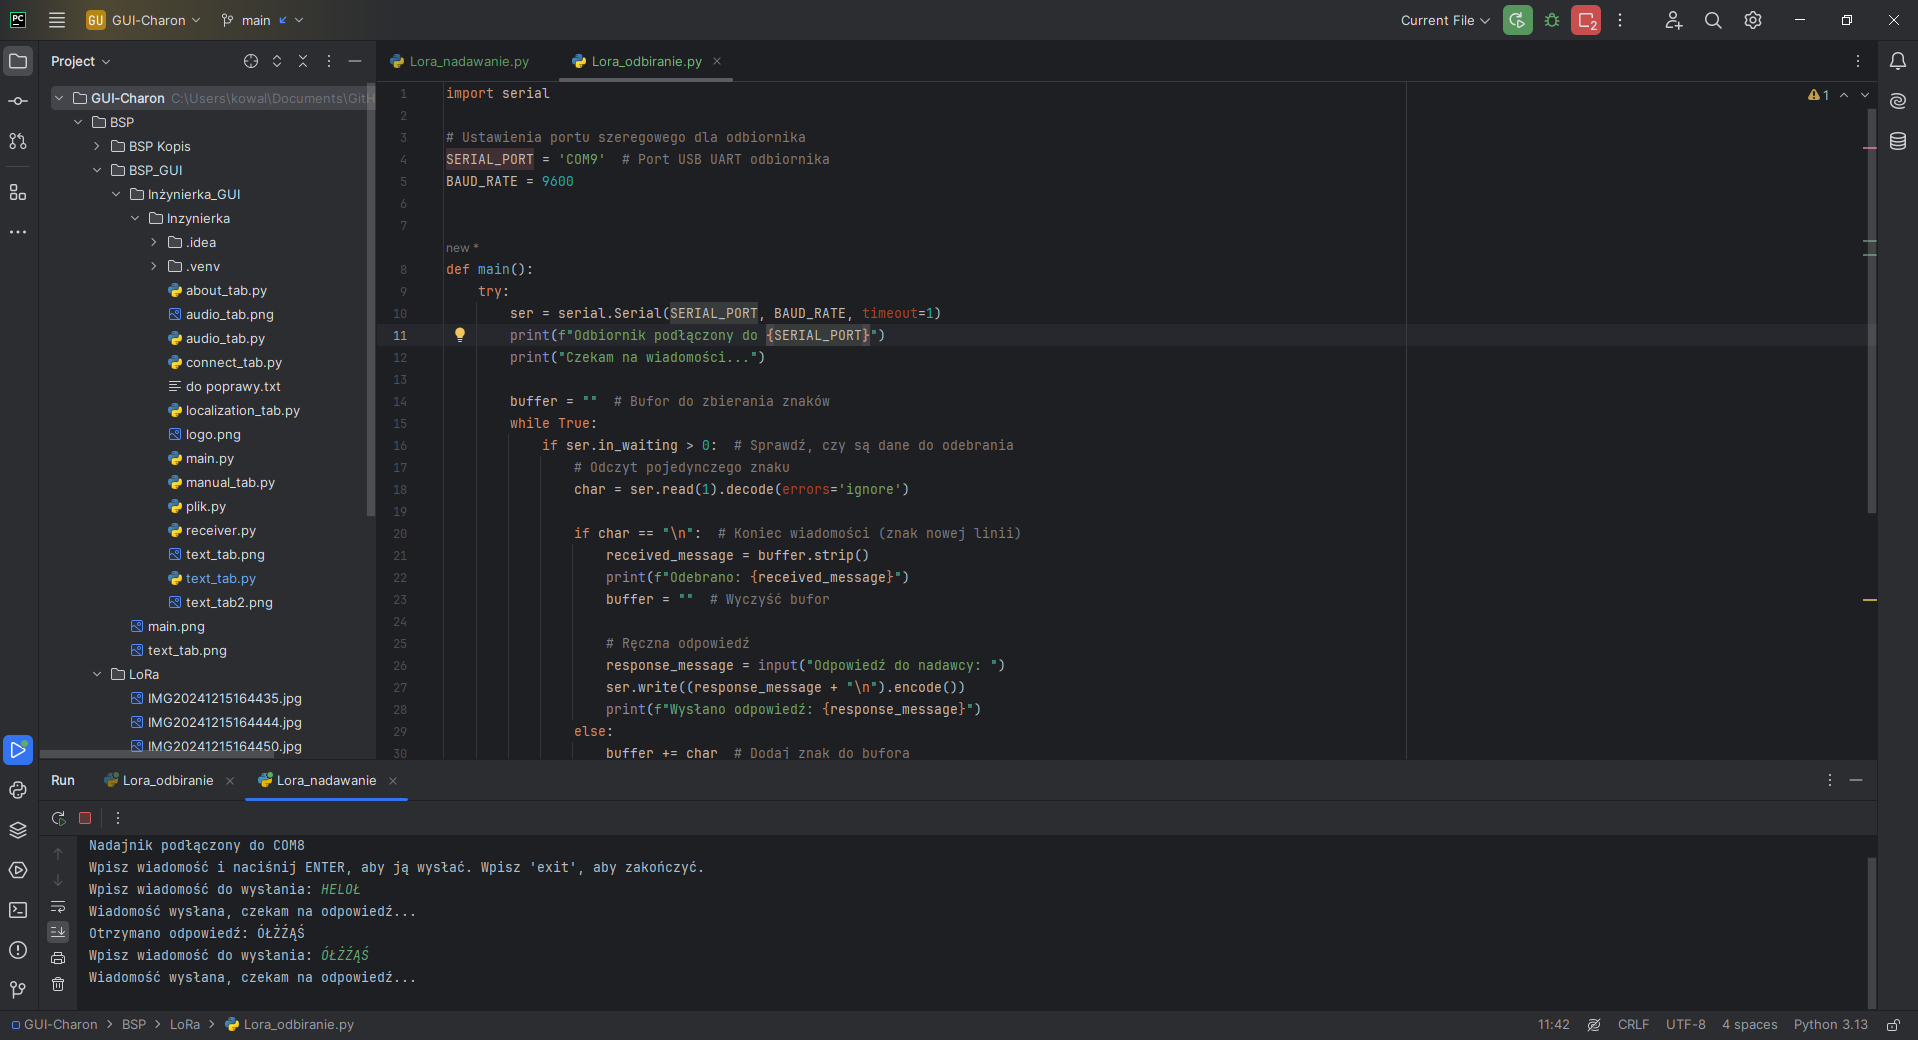 PC GU GUI-Charon main Current File 2
Project
GUI-Charon C:\Users\kowal\Documents\GitH
BSP
BSP Kopis
BSP_GUI
Inżynierka_GUI
Inzynierka
.idea
.venv
about_tab.py
audio_tab.png
audio_tab.py
connect_tab.py
do poprawy.txt
localization_tab.py
logo.png
main.py
manual_tab.py
plik.py
receiver.py
text_tab.png
text_tab.py
text_tab2.png
main.png
text_tab.png
LoRa
IMG20241215164435.jpg
IMG20241215164444.jpg
IMG20241215164450.jpg
Lora_nadawanie.py Lora_odbiranie.py
1
1 import serial
2
3 # Ustawienia portu szeregowego dla odbiornika
4 SERIAL_PORT = 'COM9'  # Port USB UART odbiornika
5 BAUD_RATE = 9600
6
7
new *
8 def main():
9     try:
10         ser = serial.Serial(SERIAL_PORT, BAUD_RATE, timeout=1)
11         print(f"Odbiornik podłączony do {SERIAL_PORT}")
12         print("Czekam na wiadomości...")
13
14         buffer = ""  # Bufor do zbierania znaków
15         while True:
16             if ser.in_waiting > 0:  # Sprawdź, czy są dane do odebrania
17                 # Odczyt pojedynczego znaku
18                 char = ser.read(1).decode(errors='ignore')
19
20                 if char == "\n":  # Koniec wiadomości (znak nowej linii)
21                     received_message = buffer.strip()
22                     print(f"Odebrano: {received_message}")
23                     buffer = ""  # Wyczyść bufor
24
25                     # Ręczna odpowiedź
26                     response_message = input("Odpowiedź do nadawcy: ")
27                     ser.write((response_message + "\n").encode())
28                     print(f"Wysłano odpowiedź: {response_message}")
29                 else:
30                     buffer += char  # Dodaj znak do bufora
Run Lora_odbiranie Lora_nadawanie
Nadajnik podłączony do COM8
Wpisz wiadomość i naciśnij ENTER, aby ją wysłać. Wpisz 'exit', aby zakończyć.
Wpisz wiadomość do wysłania: HELOŁ
Wiadomość wysłana, czekam na odpowiedź...
Otrzymano odpowiedź: ÓŁŻŹĄŚ
Wpisz wiadomość do wysłania: ÓŁŻŹĄŚ
Wiadomość wysłana, czekam na odpowiedź...
GUI-Charon BSP LoRa Lora_odbiranie.py 11:42 CRLF UTF-8 4 spaces Python 3.13